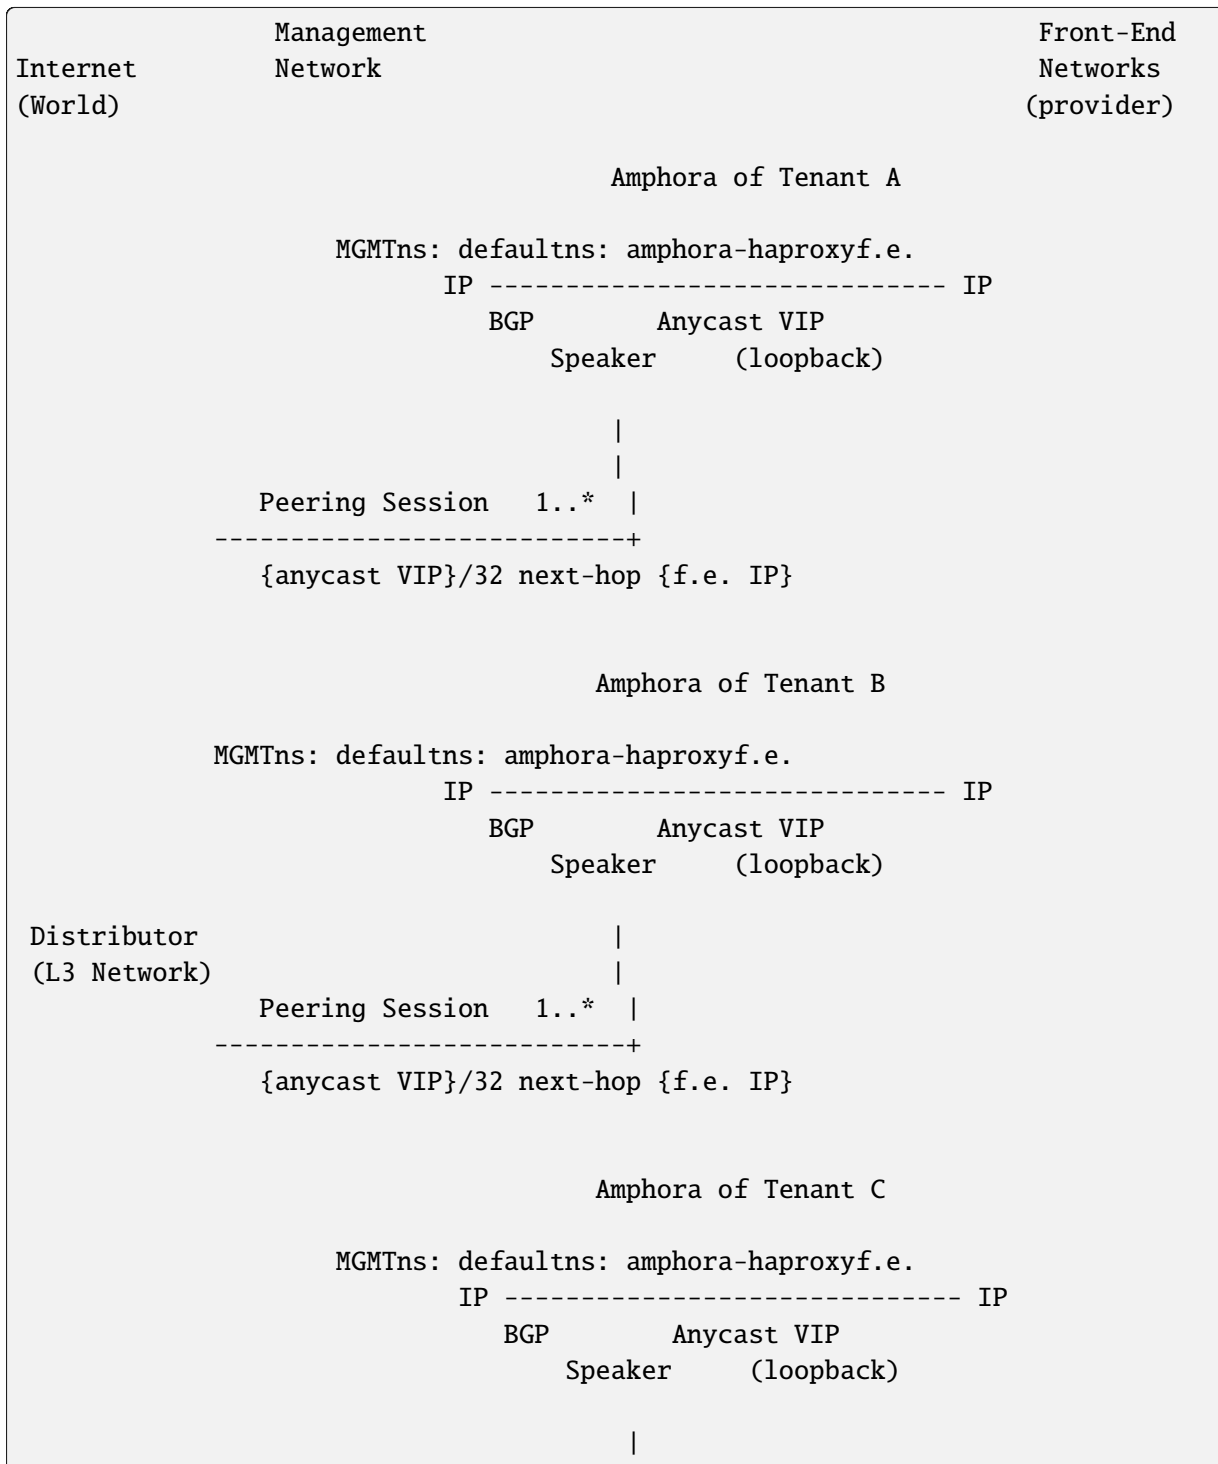 Management Front-End
Internet Network Networks
(World) (provider)
Amphora of Tenant A
MGMTns: defaultns: amphora-haproxyf.e.
IP ------------------------------ IP
BGP Anycast VIP
Speaker (loopback)
|
|
Peering Session 1..* |
---------------------------+
{anycast VIP}/32 next-hop {f.e. IP}
Amphora of Tenant B
MGMTns: defaultns: amphora-haproxyf.e.
IP ------------------------------ IP
BGP Anycast VIP
Speaker (loopback)
Distributor |
(L3 Network) |
Peering Session 1..* |
---------------------------+
{anycast VIP}/32 next-hop {f.e. IP}
Amphora of Tenant C
MGMTns: defaultns: amphora-haproxyf.e.
IP ------------------------------ IP
BGP Anycast VIP
Speaker (loopback)
|